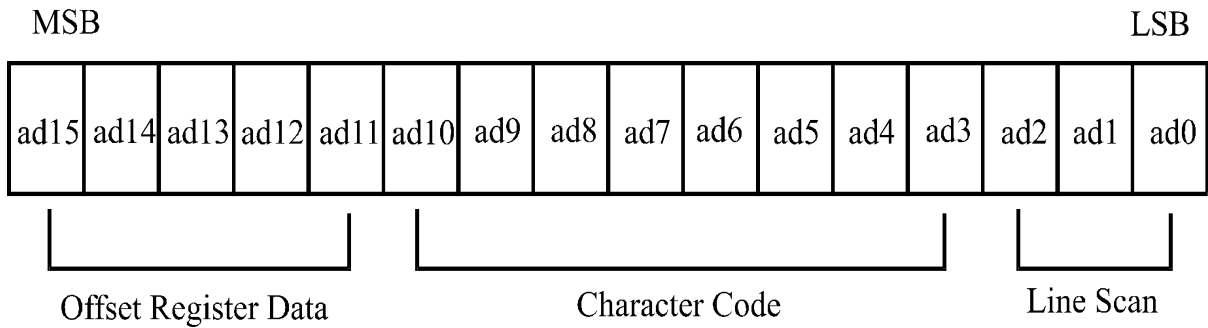 MSB LSB
ad15 ad14 ad13 ad12 ad11 ad10 ad9 ad8 ad7 ad6 ad5 ad4 ad3 ad2 ad1 ad0
Offset Register Data Character Code Line Scan